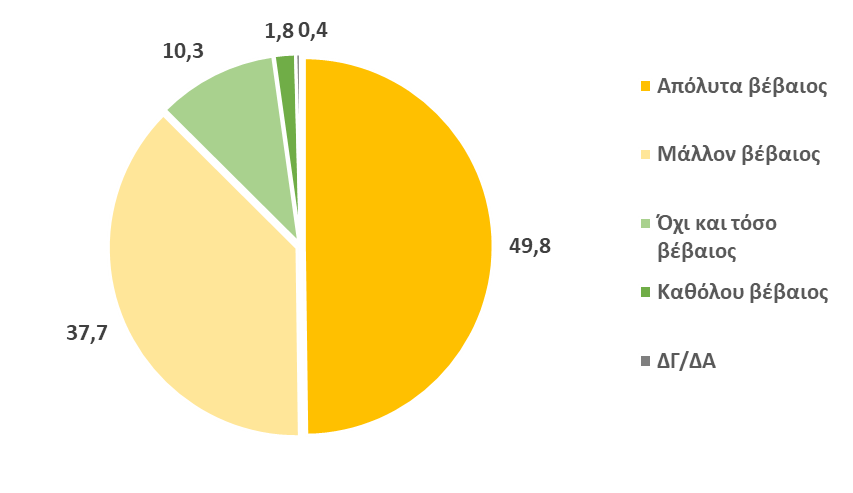 1,8 0,4
10,3
49,8
37,7
Απόλυτα βέβαιος
Μάλλον βέβαιος
Όχι και τόσο
βέβαιος
Καθόλου βέβαιος
ΔΓ/ΔΑ